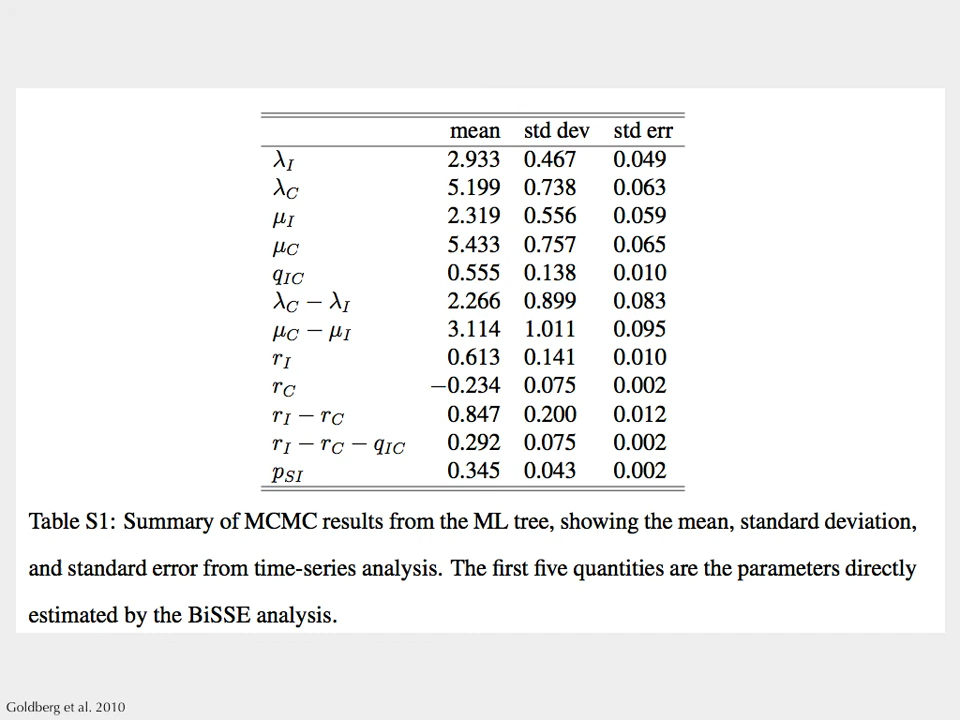 mean std dev std err
λI 2.933 0.467 0.049
λC 5.199 0.738 0.063
μI 2.319 0.556 0.059
μC 5.433 0.757 0.065
qIC 0.555 0.138 0.010
λC − λI 2.266 0.899 0.083
μC − μI 3.114 1.011 0.095
rI 0.613 0.141 0.010
rC −0.234 0.075 0.002
rI − rC 0.847 0.200 0.012
rI − rC − qIC 0.292 0.075 0.002
pSI 0.345 0.043 0.002
Table S1: Summary of MCMC results from the ML tree, showing the mean, standard deviation,
and standard error from time-series analysis. The first five quantities are the parameters directly
estimated by the BiSSE analysis.
Goldberg et al. 2010